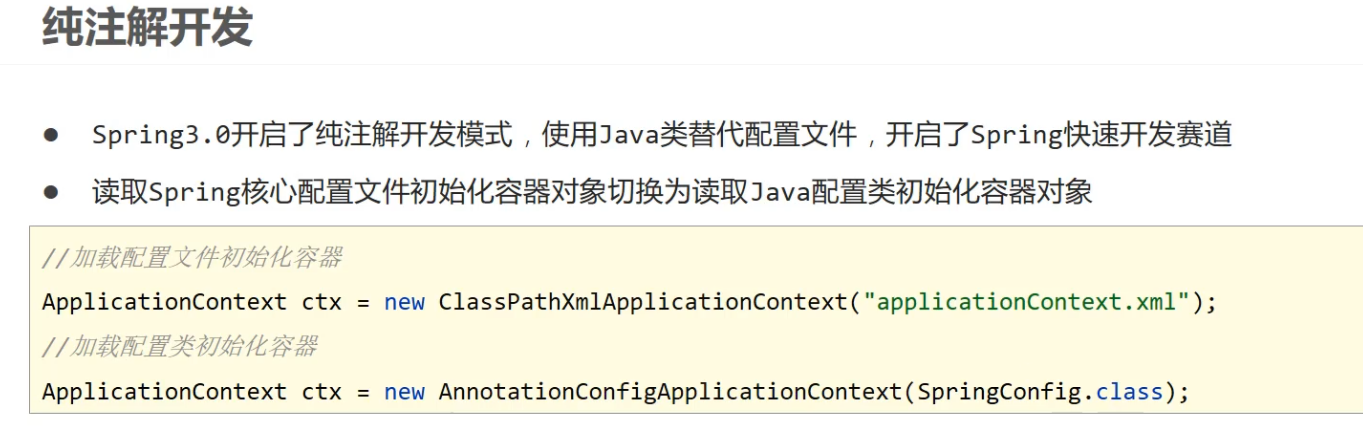 纯注解开发
● Spring3.0开启了纯注解开发模式，使用Java类替代配置文件，开启了Spring快速开发赛道
● 读取Spring核心配置文件初始化容器对象切换为读取Java配置类初始化容器对象
//加载配置文件初始化容器
ApplicationContext ctx = new ClassPathXmlApplicationContext("applicationContext.xml");
//加载配置类初始化容器
ApplicationContext ctx = new AnnotationConfigApplicationContext(SpringConfig.class);